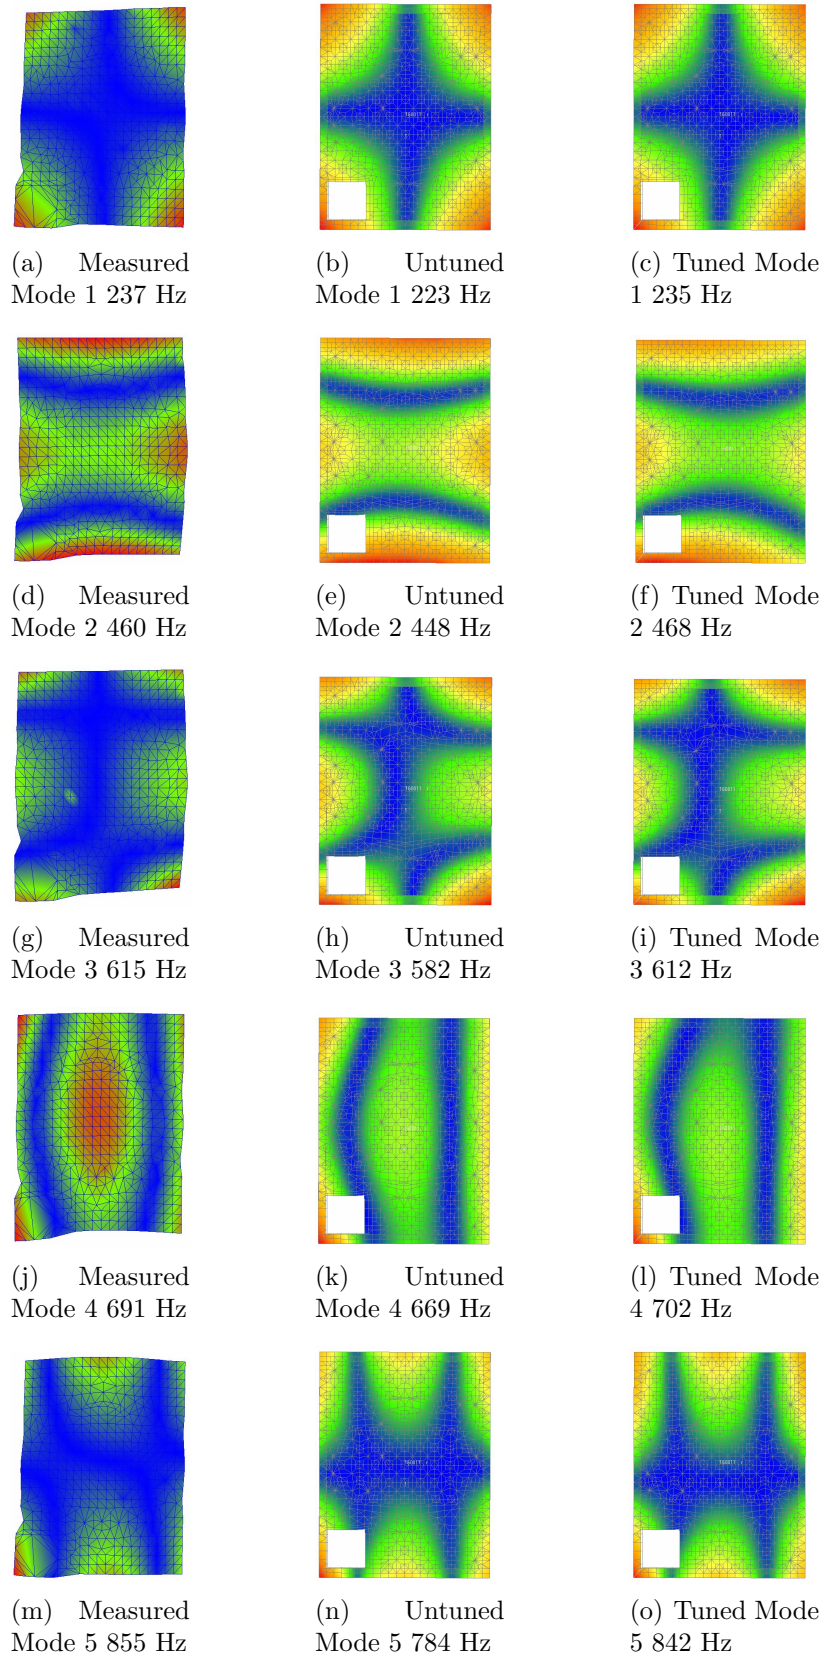 (a) Measured
Mode 1 237 Hz
(b) Untuned
Mode 1 223 Hz
(c) Tuned Mode
1 235 Hz
(d) Measured
Mode 2 460 Hz
(e) Untuned
Mode 2 448 Hz
(f) Tuned Mode
2 468 Hz
(g) Measured
Mode 3 615 Hz
(h) Untuned
Mode 3 582 Hz
(i) Tuned Mode
3 612 Hz
(j) Measured
Mode 4 691 Hz
(k) Untuned
Mode 4 669 Hz
(l) Tuned Mode
4 702 Hz
(m) Measured
Mode 5 855 Hz
(n) Untuned
Mode 5 784 Hz
(o) Tuned Mode
5 842 Hz